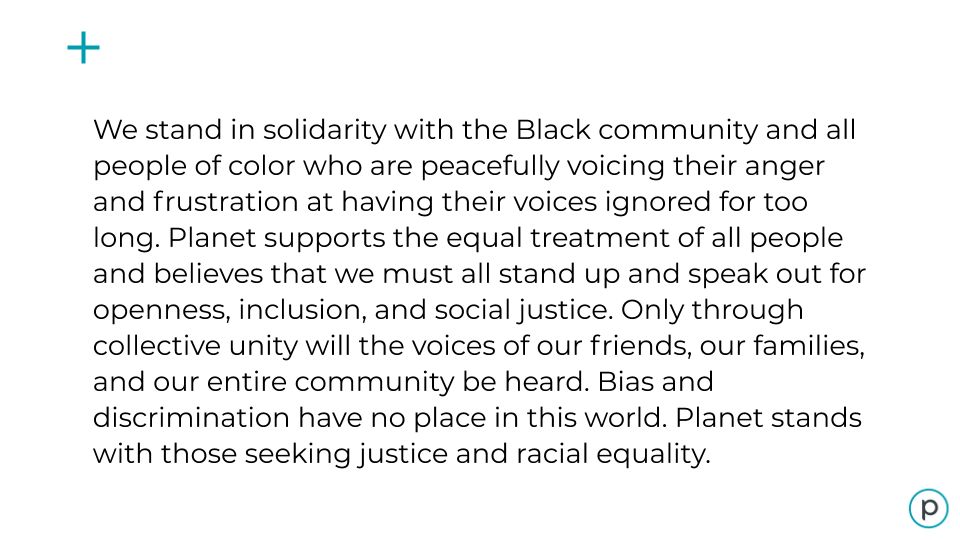 We stand in solidarity with the Black community and all
people of color who are peacefully voicing their anger
and frustration at having their voices ignored for too
long. Planet supports the equal treatment of all people
and believes that we must all stand up and speak out for
openness, inclusion, and social justice. Only through
collective unity will the voices of our friends, our families,
and our entire community be heard. Bias and
discrimination have no place in this world. Planet stands
with those seeking justice and racial equality.
p